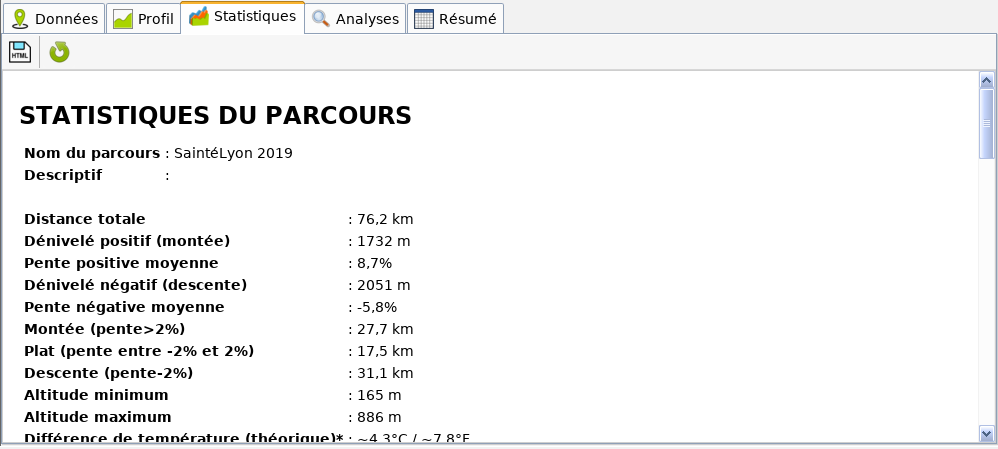 Données Profil Statistiques Analyses Résumé
HTML
STATISTIQUES DU PARCOURS
Nom du parcours : SaintéLyon 2019
Descriptif :
Distance totale : 76,2 km
Dénivelé positif (montée) : 1732 m
Pente positive moyenne : 8,7%
Dénivelé négatif (descente) : 2051 m
Pente négative moyenne : -5,8%
Montée (pente>2%) : 27,7 km
Plat (pente entre -2% et 2%) : 17,5 km
Descente (pente-2%) : 31,1 km
Altitude minimum : 165 m
Altitude maximum : 886 m
Différence de température (théorique)* : ~4,3°C / ~7,8°F